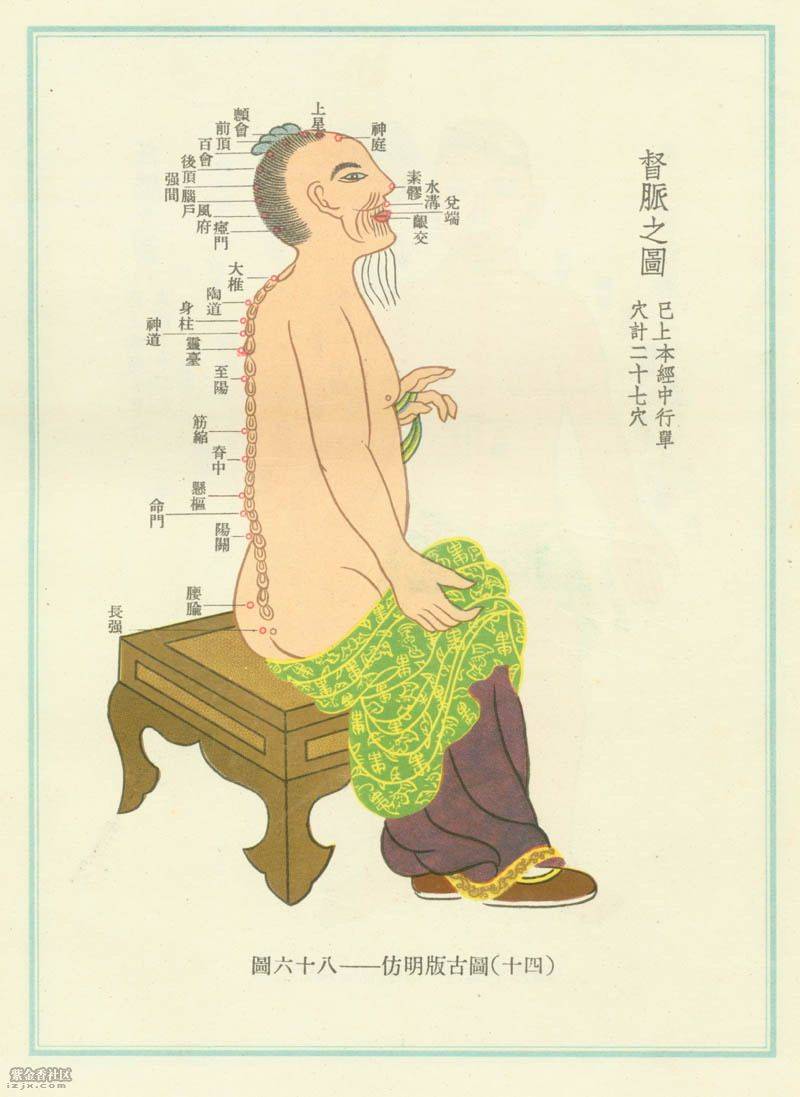 督脈之圖
已上本經中行單
穴計二十七穴
上星
神庭
顖會
前頂
百會
後頂
强間
腦戶
風府
瘂門
素髎
水溝
兌端
齦交
大椎
陶道
身柱
神道
靈臺
至陽
筋縮
脊中
懸樞
命門
陽關
腰腧
長强
圖六十八——仿明版古圖(十四)
紫金香社区
izjx.com